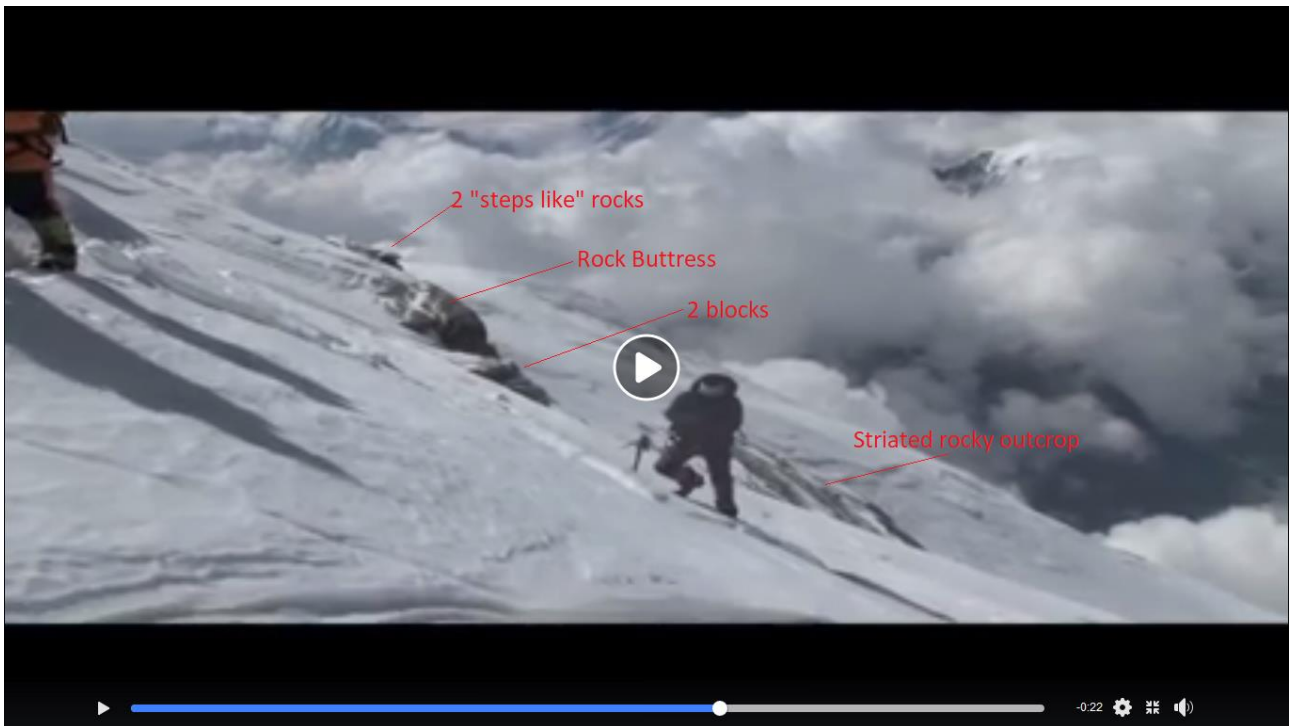 2 "steps like" rocks
Rock Buttress
2 blocks
Striated rocky outcrop
-0:22